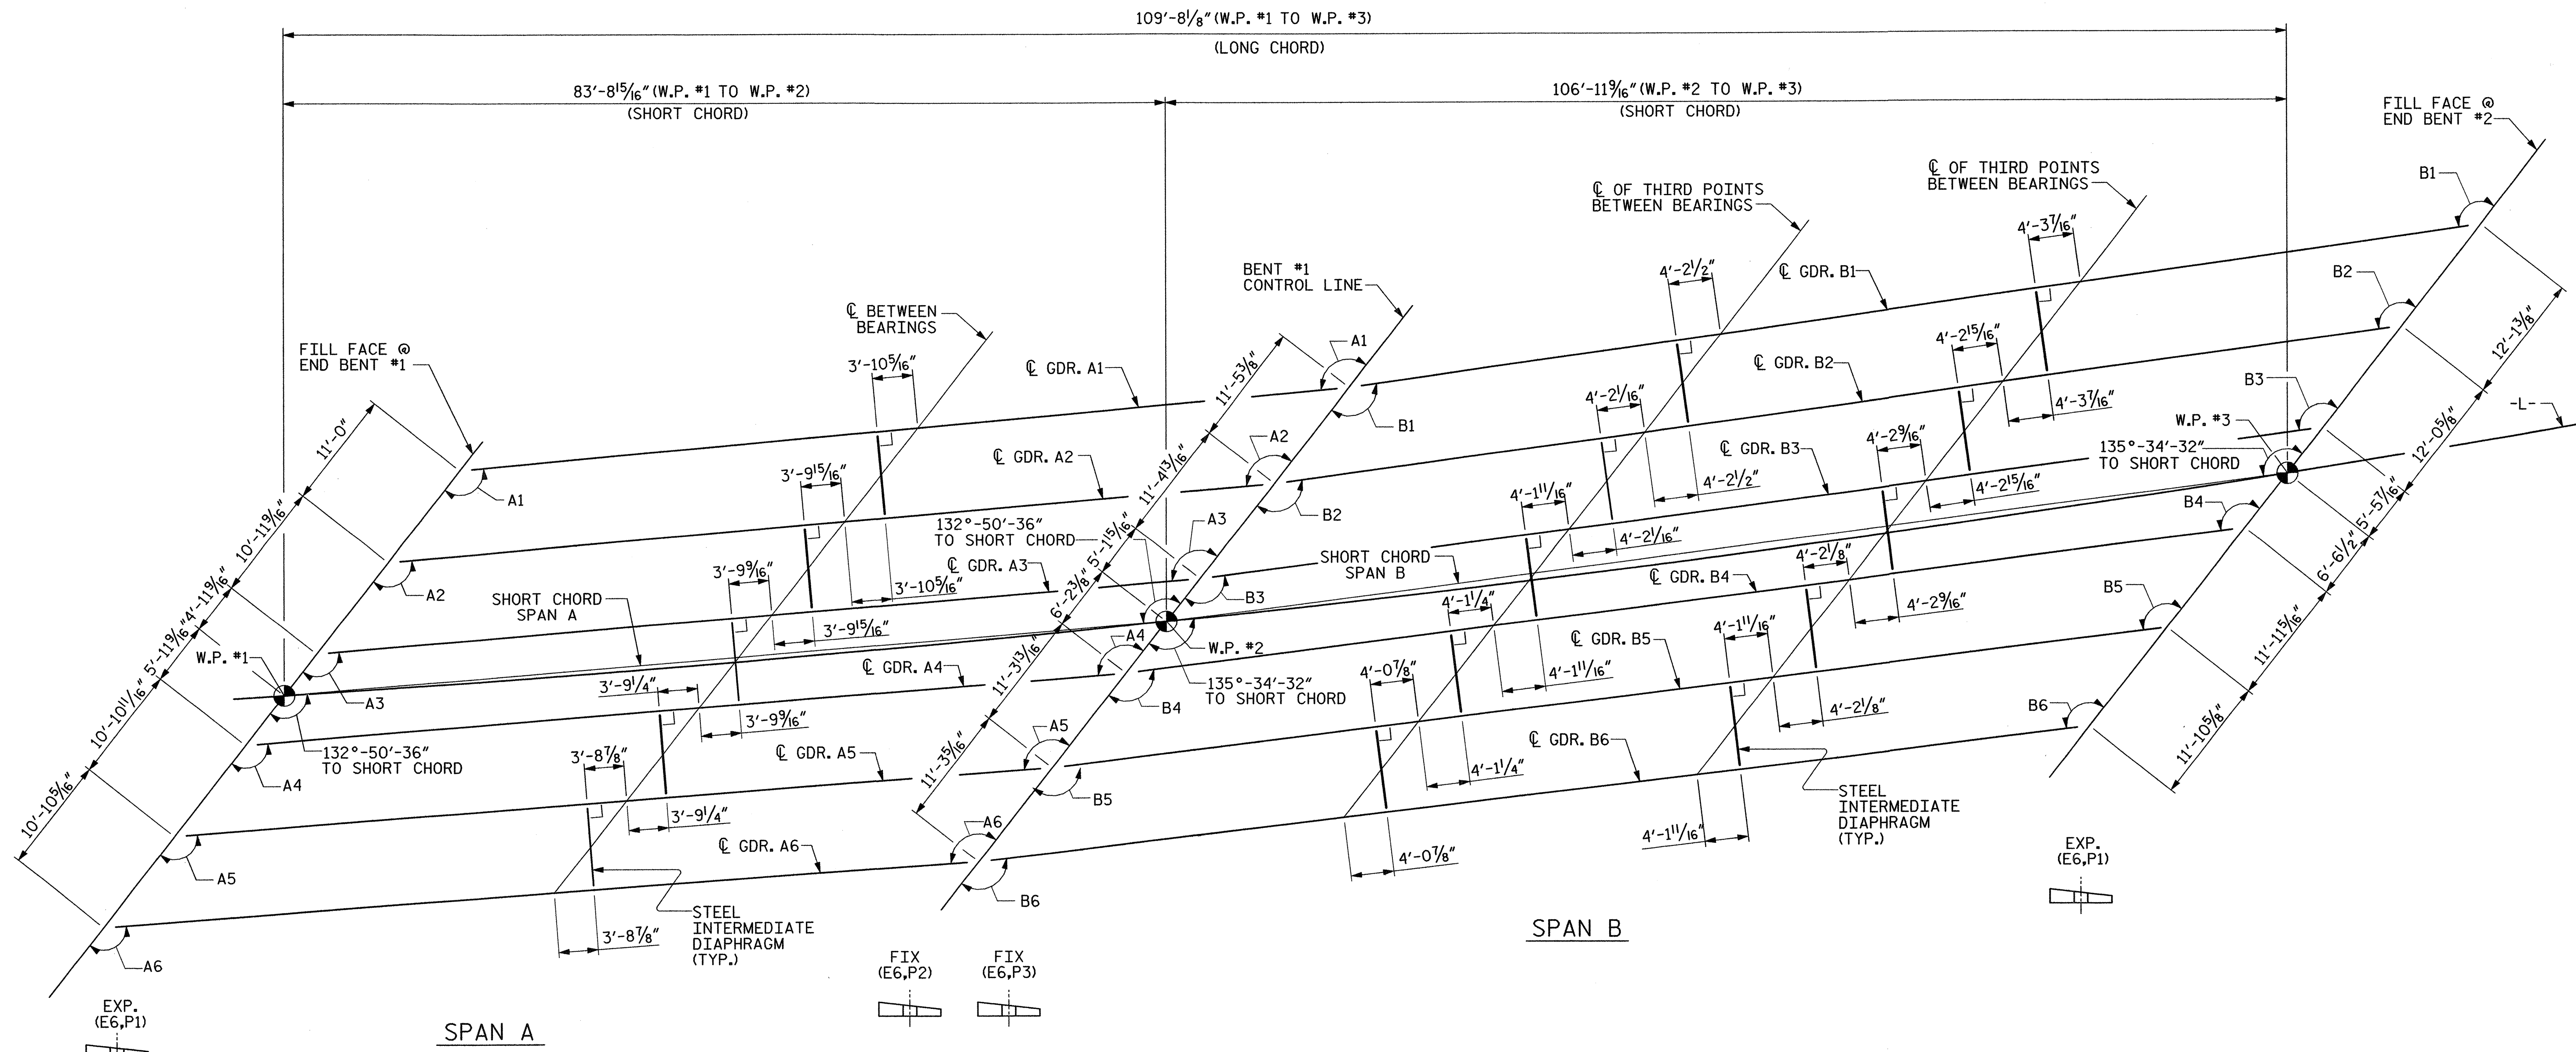 109'-8 1/8" (W.P. #1 TO W.P. #3)
(LONG CHORD)
83'-8 15/16" (W.P. #1 TO W.P. #2)
(SHORT CHORD)
106'-11 9/16" (W.P. #2 TO W.P. #3)
(SHORT CHORD)
FILL FACE @
END BENT #2
℄ OF THIRD POINTS
BETWEEN BEARINGS
℄ OF THIRD POINTS
BETWEEN BEARINGS
B1
4'-3 7/16"
BENT #1
CONTROL LINE
4'-2 1/2"
℄ GDR. B1
B2
℄ BETWEEN
BEARINGS
FILL FACE @
END BENT #1
A1
4'-2 15/16"
12'-1 3/8"
3'-10 5/16"
℄ GDR. A1
11'-5 3/8"
℄ GDR. B2
B3
4'-3 7/16"
-L-
11'-0"
B1
4'-2 1/16"
W.P. #3
A2
4'-2 9/16"
135°-34'-32"
TO SHORT CHORD
12'-0 5/8"
℄ GDR. A2
11'-4 13/16"
℄ GDR. B3
3'-9 15/16"
4'-2 1/2"
4'-2 15/16"
A1
4'-1 11/16"
B4
5'-5 7/16"
10'-11 9/16"
B2
132°-50'-36"
TO SHORT CHORD
5'-1 15/16"
A3
4'-2 1/16"
SHORT CHORD
SPAN B
4'-2 1/8"
3'-9 9/16"
℄ GDR. A3
3'-10 5/16"
℄ GDR. B4
6'-6 1/2"
4'-11 9/16"
A2
SHORT CHORD
SPAN A
6'-2 3/8"
B3
4'-1 1/4"
4'-2 9/16"
B5
5'-11 9/16"
3'-9 15/16"
A4
4'-1 11/16"
W.P. #1
W.P. #2
℄ GDR. B5
11'-11 5/16"
℄ GDR. A4
11'-3 13/16"
4'-0 7/8"
4'-1 11/16"
3'-9 1/4"
A3
135°-34'-32"
TO SHORT CHORD
B4
4'-2 1/8"
10'-10 11/16"
3'-9 9/16"
A5
B6
132°-50'-36"
TO SHORT CHORD
℄ GDR. A5
℄ GDR. B6
11'-10 5/8"
3'-8 7/8"
11'-3 5/16"
4'-1 1/4"
A4
B5
STEEL
INTERMEDIATE
DIAPHRAGM
(TYP.)
10'-10 5/16"
3'-9 1/4"
A6
4'-1 11/16"
℄ GDR. A6
4'-0 7/8"
EXP.
(E6,P1)
A5
B6
STEEL
INTERMEDIATE
DIAPHRAGM
(TYP.)
SPAN B
3'-8 7/8"
A6
FIX
(E6,P2)
FIX
(E6,P3)
EXP.
(E6,P1)
SPAN A